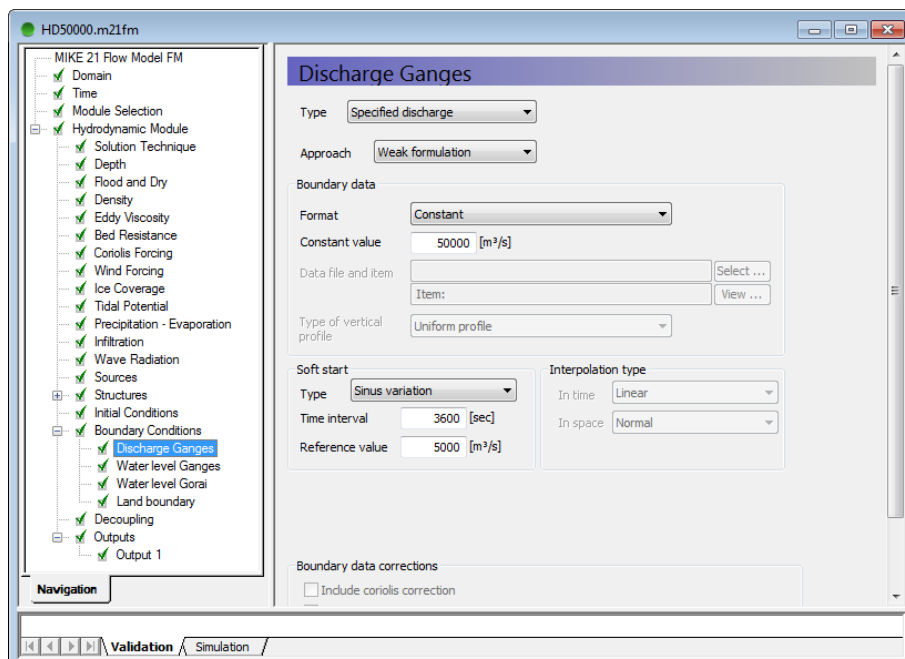 HD50000.m21fm
MIKE 21 Flow Model FM
Domain
Time
Module Selection
Hydrodynamic Module
Solution Technique
Depth
Flood and Dry
Density
Eddy Viscosity
Bed Resistance
Coriolis Forcing
Wind Forcing
Ice Coverage
Tidal Potential
Precipitation - Evaporation
Infiltration
Wave Radiation
Sources
Structures
Initial Conditions
Boundary Conditions
Discharge Ganges
Water level Ganges
Water level Gorai
Land boundary
Decoupling
Outputs
Output 1
Navigation
Discharge Ganges
Type Specified discharge
Approach Weak formulation
Boundary data
Format Constant
Constant value 50000 [m³/s]
Data file and item Select ...
Item: View ...
Type of vertical
profile
Uniform profile
Soft start
Type Sinus variation
Time interval 3600 [sec]
Reference value 5000 [m³/s]
Interpolation type
In time Linear
In space Normal
Boundary data corrections
Include coriolis correction
Validation Simulation